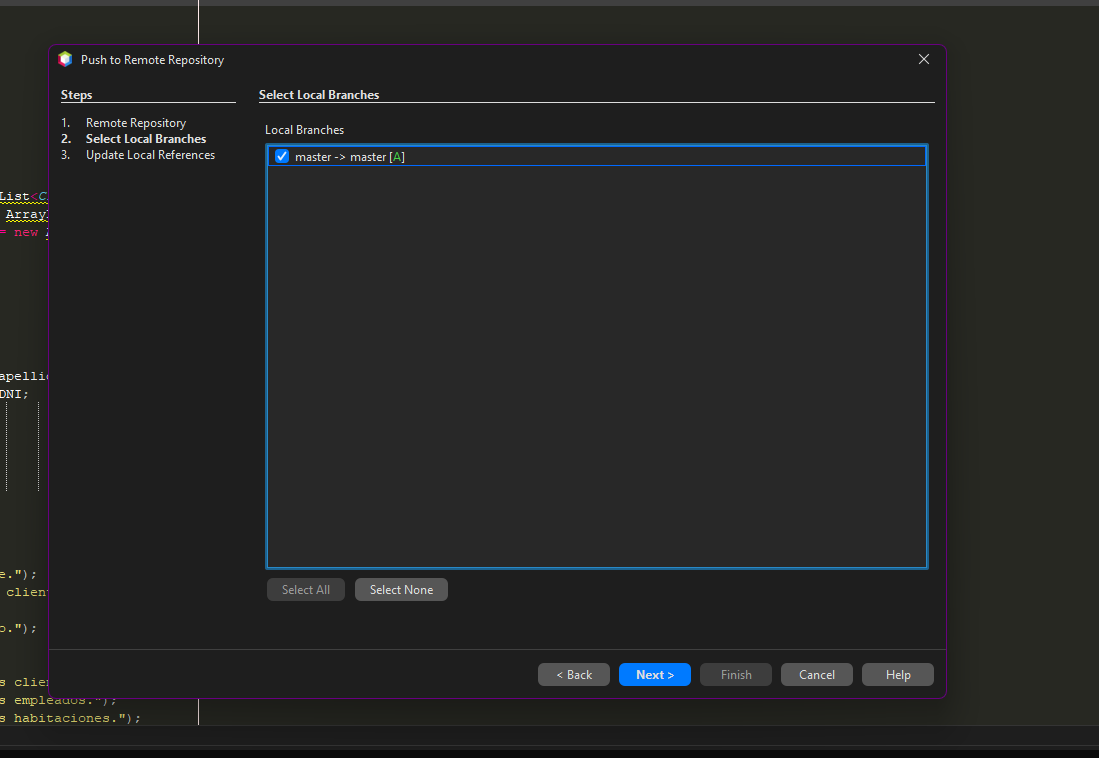 Push to Remote Repository
Steps
1. Remote Repository
2. Select Local Branches
3. Update Local References
Select Local Branches
Local Branches
master -> master [A]
Select All
Select None
< Back
Next >
Finish
Cancel
Help
List<C
Array
= new
apellid
DNI;
e.");
clien
o.");
s clien
s empleados.");
s habitaciones.");